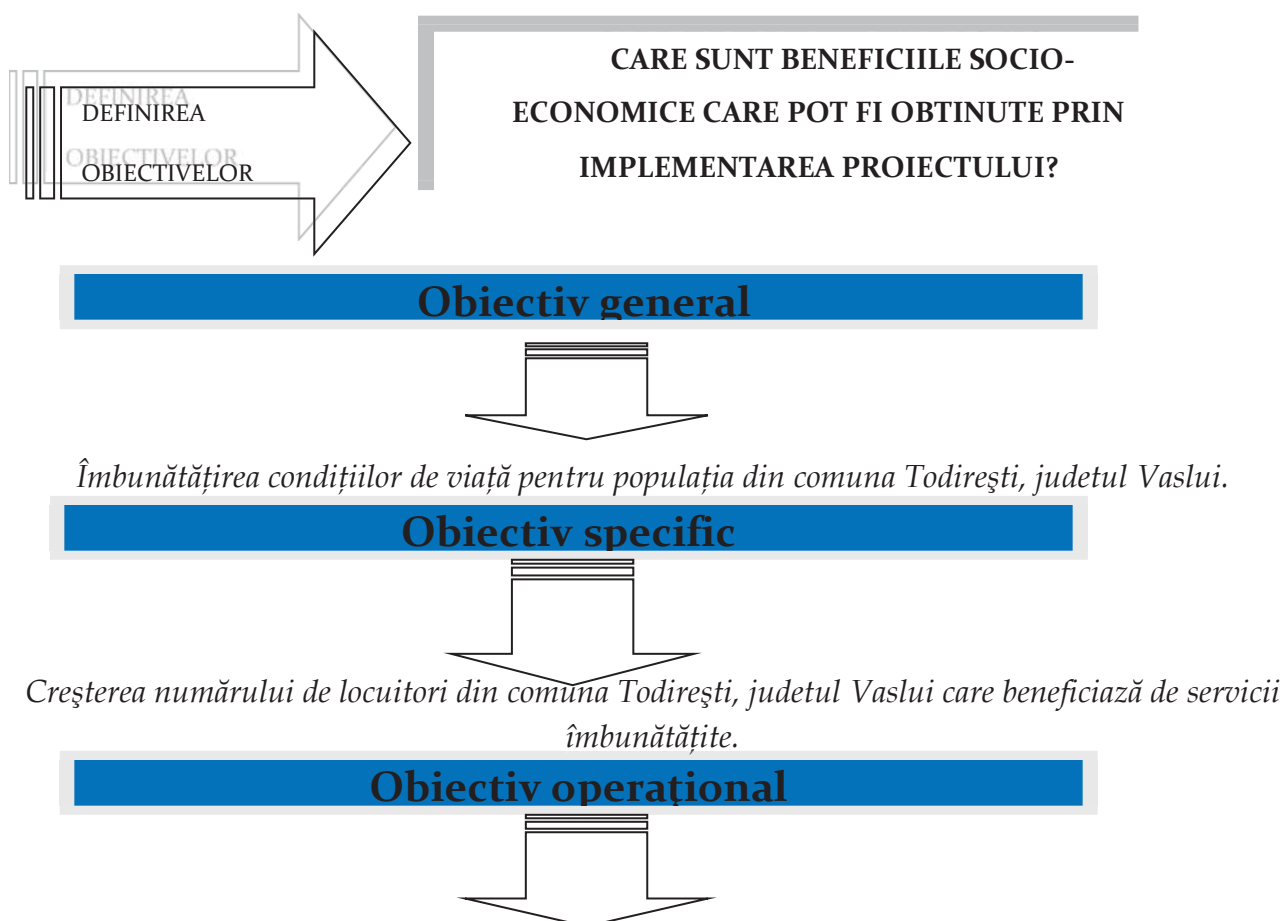 DEFINIREA
OBIECTIVELOR
CARE SUNT BENEFICIILE SOCIO-
ECONOMICE CARE POT FI OBTINUTE PRIN
IMPLEMENTAREA PROIECTULUI?
Obiectiv general
Îmbunătățirea condițiilor de viață pentru populația din comuna Todireşti, judetul Vaslui.
Obiectiv specific
Creşterea numărului de locuitori din comuna Todireşti, judetul Vaslui care beneficiază de servicii
îmbunătățite.
Obiectiv operaţional